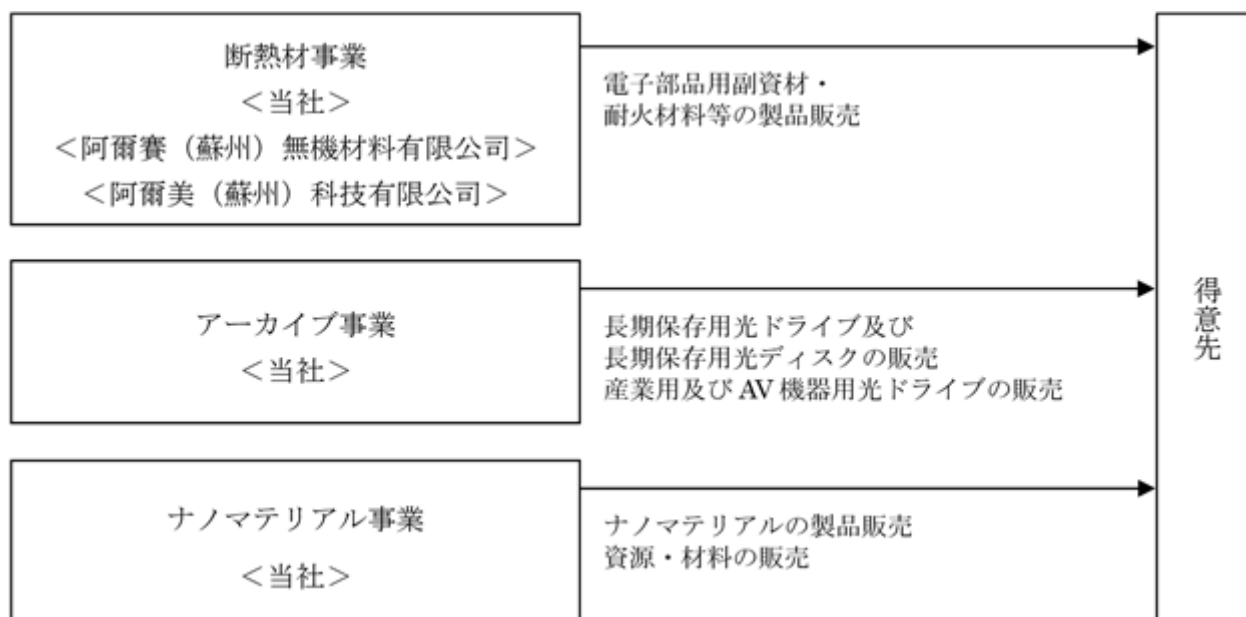 断熱材事業
＜当社＞
＜阿爾賽（蘇州）無機材料有限公司＞
＜阿爾美（蘇州）科技有限公司＞
電子部品用副資材・
耐火材料等の製品販売
アーカイブ事業
＜当社＞
長期保存用光ドライブ及び
長期保存用光ディスクの販売
産業用及び AV 機器用光ドライブの販売
ナノマテリアル事業
＜当社＞
ナノマテリアルの製品販売
資源・材料の販売
得意先